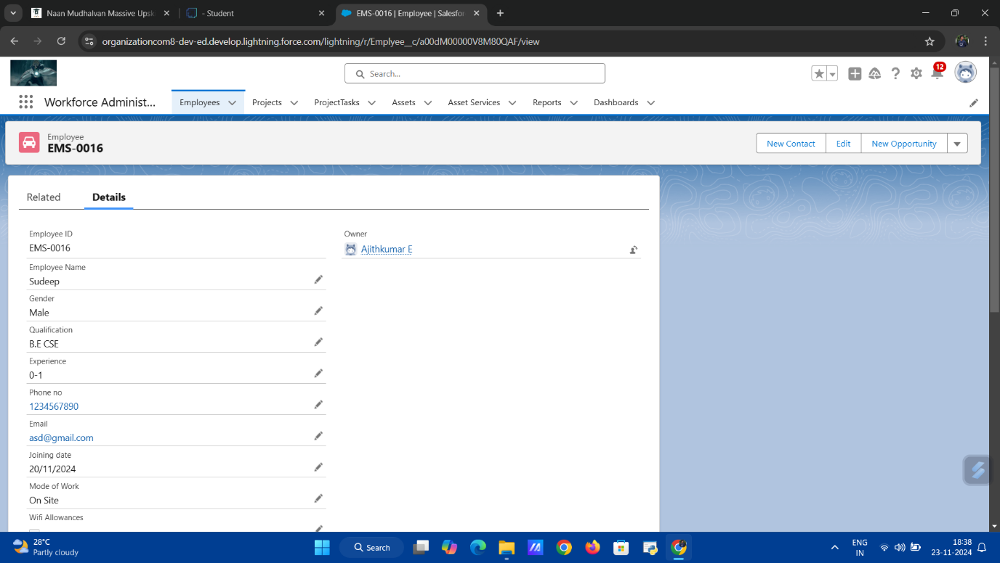 Naan Mudhalvan Massive Upsk
- Student
EMS-0016 | Employee | Salesfor
organizationcom8-dev-ed.develop.lightning.force.com/lightning/r/Emplyee__c/a00dM00000V8M80QAF/view
Search...
12
Workforce Administ...
Employees
Projects
ProjectTasks
Assets
Asset Services
Reports
Dashboards
Employee
EMS-0016
New Contact
Edit
New Opportunity
Related
Details
Employee ID
EMS-0016
Owner
Ajithkumar E
Employee Name
Sudeep
Gender
Male
Qualification
B.E CSE
Experience
0-1
Phone no
1234567890
Email
asd@gmail.com
Joining date
20/11/2024
Mode of Work
On Site
Wifi Allowances
28°C
Partly cloudy
Search
ENG
IN
18:38
23-11-2024